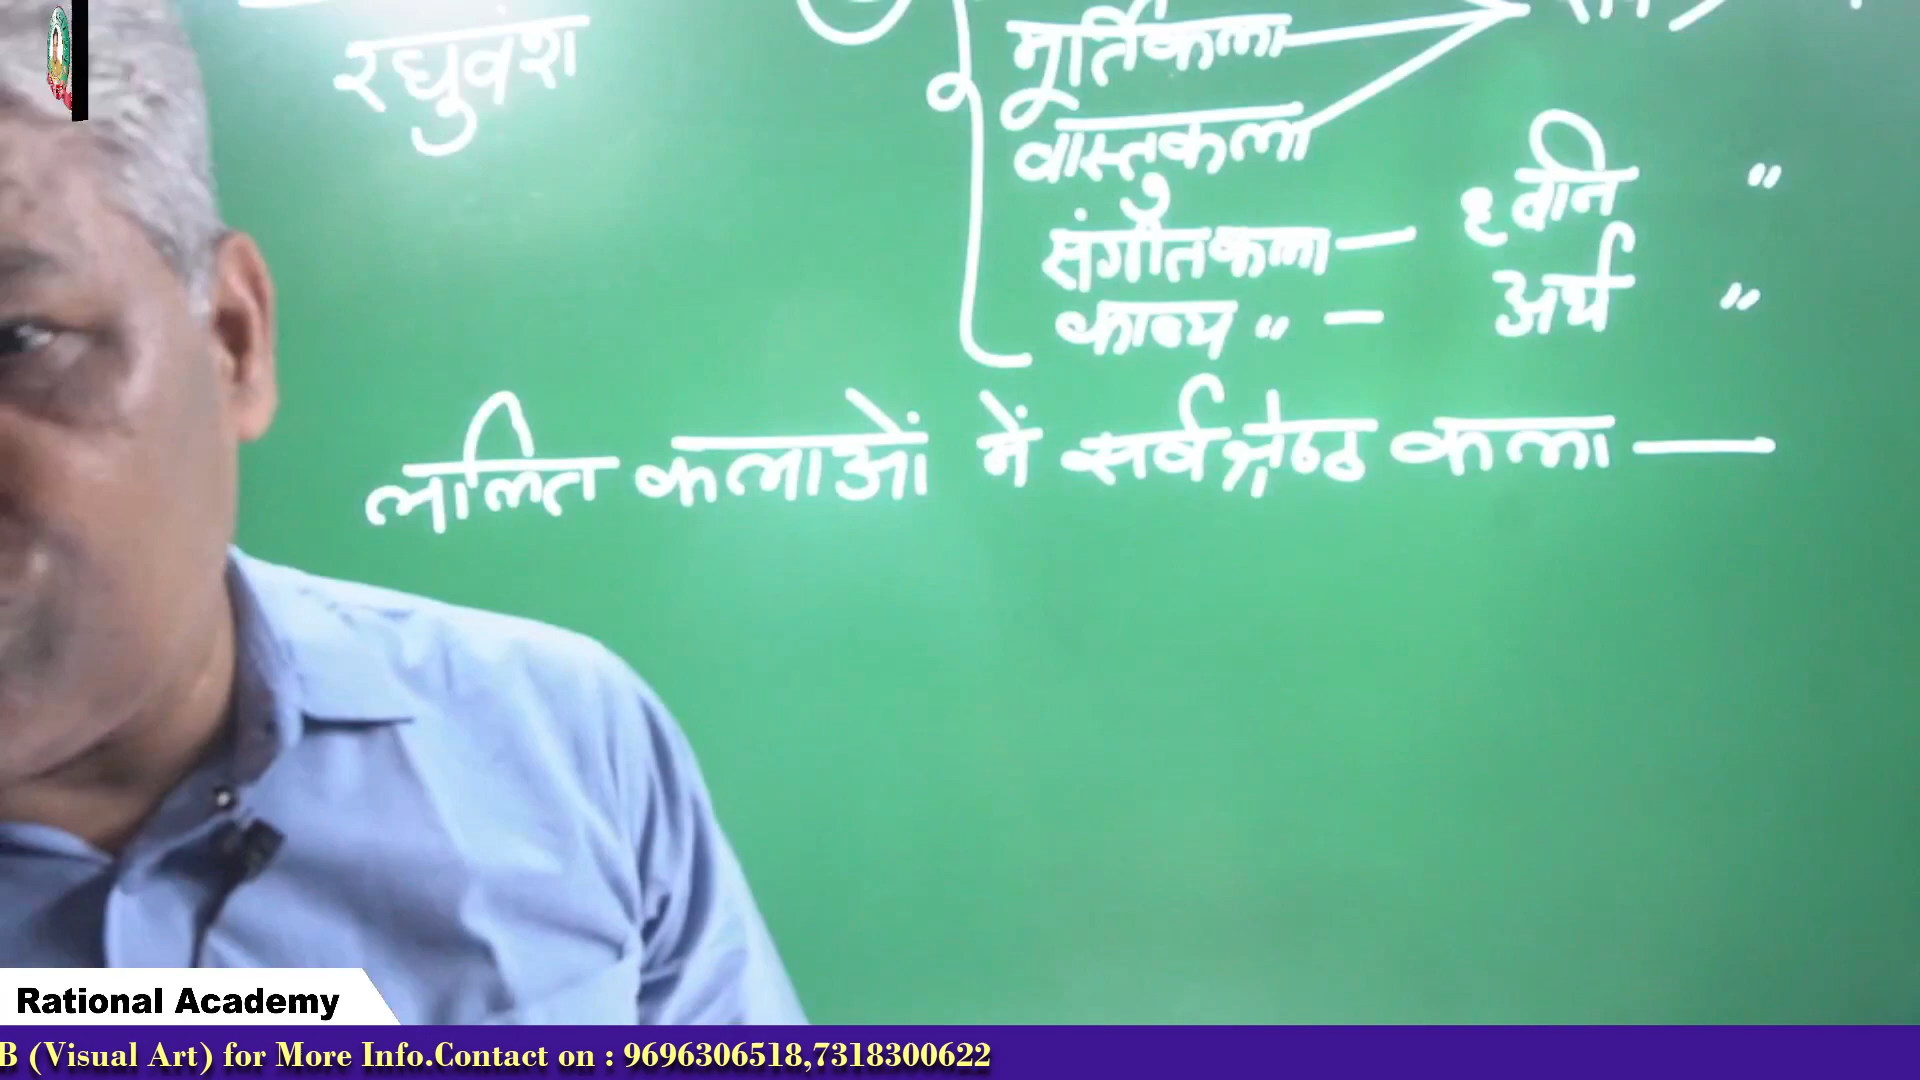 रघुवंश
मूर्तिकला
वास्तुकला
संगीतकला — ध्वनि "
काव्य " — अर्थ "
ललित कलाओं में सर्वश्रेष्ठ कला —
Rational Academy
B (Visual Art) for More Info.Contact on : 9696306518,7318300622